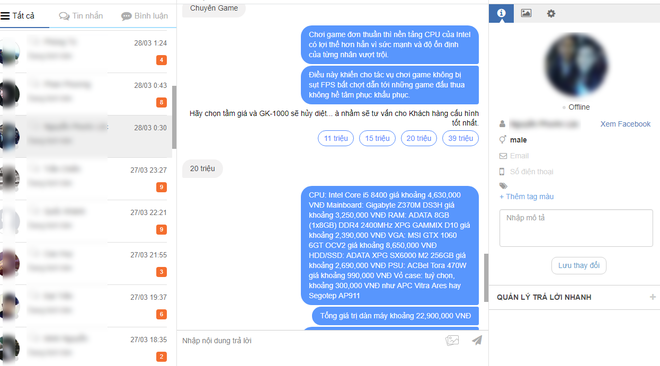 Tất cả
Tin nhắn
Bình luận
28/03 1:24
4
28/03 0:43
8
28/03 0:30
27/03 23:27
9
27/03 22:21
9
27/03 21:55
3
27/03 19:37
6
27/03 18:35
2
Chuyên Game
Chơi game đơn thuần thì nền tảng CPU của Intel
có lợi thế hơn hẳn vì sức mạnh và độ ổn định
của từng nhân vượt trội.
Điều này khiến cho tác vụ chơi game không bị
sụt FPS bất chợt dẫn tới những game đấu thua
không hề tâm phục khẩu phục.
Hãy chọn tầm giá và GK-1000 sẽ hủy diệt... à nhầm sẽ tư vấn cho Khách hàng cấu hình
tốt nhất.
11 triệu
15 triệu
20 triệu
39 triệu
20 triệu
CPU: Intel Core i5 8400 giá khoảng 4,630,000
VNĐ Mainboard: Gigabyte Z370M DS3H giá
khoảng 3,250,000 VNĐ RAM: ADATA 8GB
(1x8GB) DDR4 2400MHz XPG GAMMIX D10 giá
khoảng 2,390,000 VNĐ VGA: MSI GTX 1060
6GT OCV2 giá khoảng 8,650,000 VNĐ
HDD/SSD: ADATA XPG SX6000 M2 256GB giá
khoảng 2,690,000 VNĐ PSU: ACBel Tora 470W
giá khoảng 990,000 VNĐ Vỏ case: tuỳ chọn,
khoảng 300,000 VNĐ như APC Vitra Ares hay
Segotep AP911
Tổng giá trị dàn máy khoảng 22,900,000 VNĐ
Nhập nội dung trả lời
Offline
Xem Facebook
male
Email
Số điện thoại
+ Thêm tag màu
Nhập mô tả
Lưu thay đổi
QUẢN LÝ TRẢ LỜI NHANH